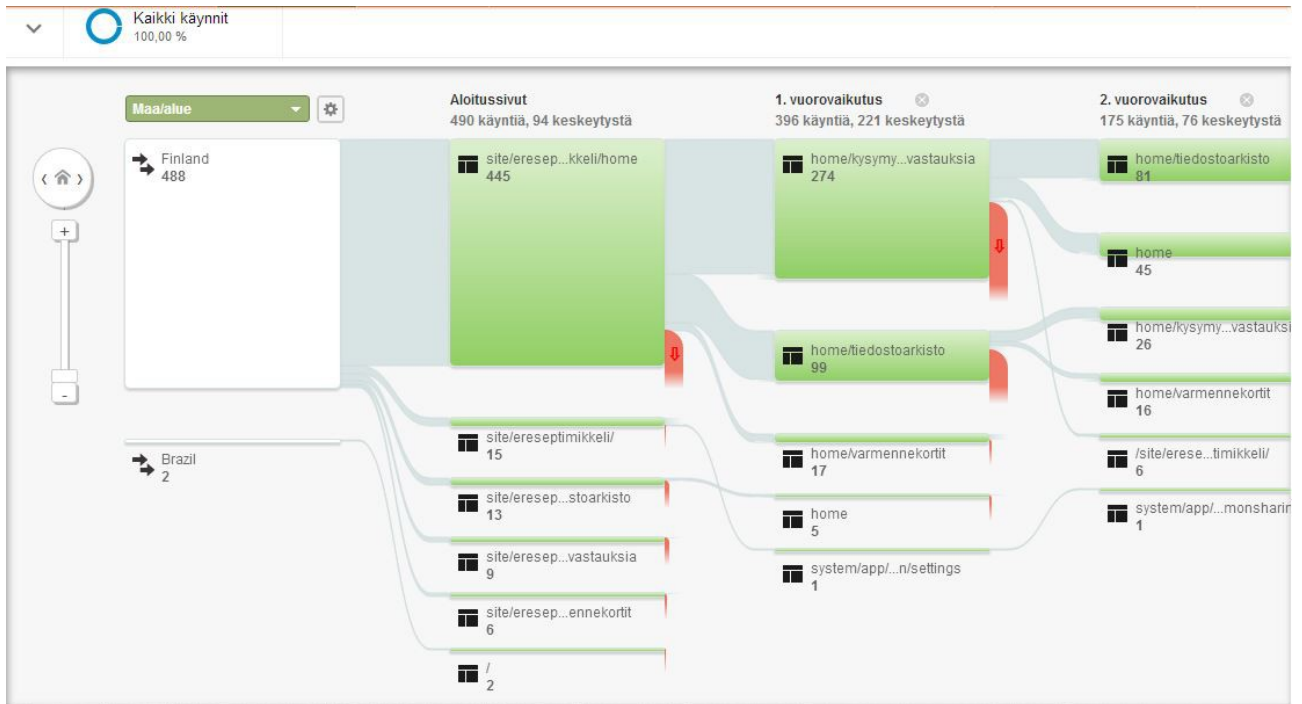 Kaikki käynnit
100,00 %
Maa/alue
Aloitussivut
490 käyntiä, 94 keskeytystä
1. vuorovaikutus
396 käyntiä, 221 keskeytystä
2. vuorovaikutus
175 käyntiä, 76 keskeytystä
Finland
488
Brazil
2
site/eresep...kkeli/home
445
site/ereseptimikkeli/
15
site/eresep...stoarkisto
13
site/eresep...vastauksia
9
site/eresep...ennekortit
6
/
2
home/kysymy...vastauksia
274
home/tiedostoarkisto
99
home/varmennekortit
17
home
5
system/app/...n/settings
1
home/tiedostoarkisto
81
home
45
home/kysymy...vastauksi
26
home/varmennekortit
16
/site/erese...timikkeli/
6
system/app/...monsharin
1
+
-